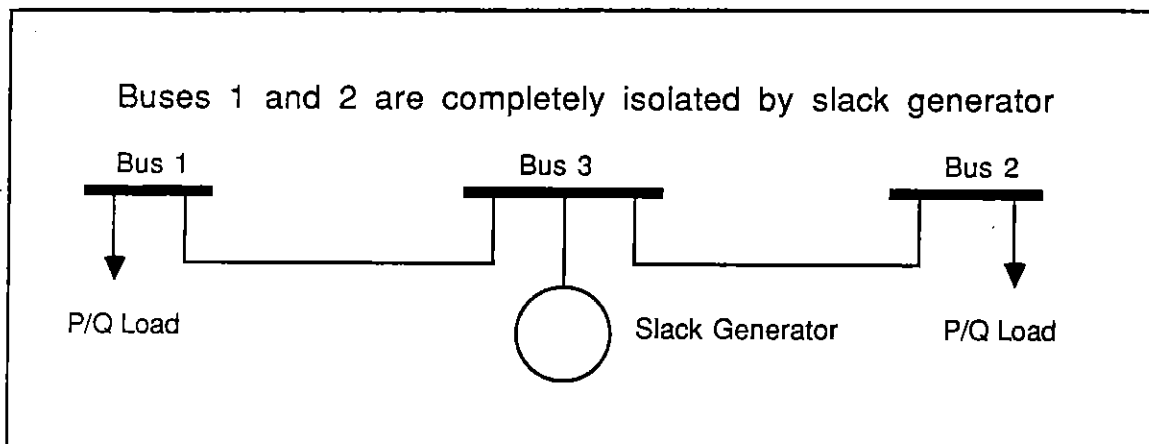 Buses 1 and 2 are completely isolated by slack generator
Bus 1
Bus 3
Bus 2
P/Q Load
Slack Generator
P/Q Load